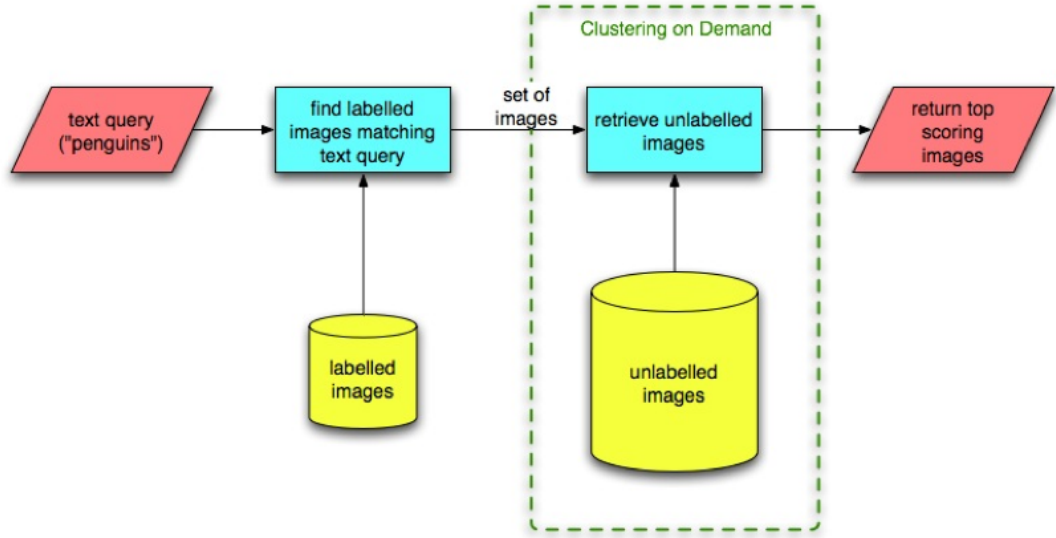 Clustering on Demand
text query
("penguins")
find labelled
images matching
text query
set of
images
retrieve unlabelled
images
return top
scoring
images
labelled
images
unlabelled
images